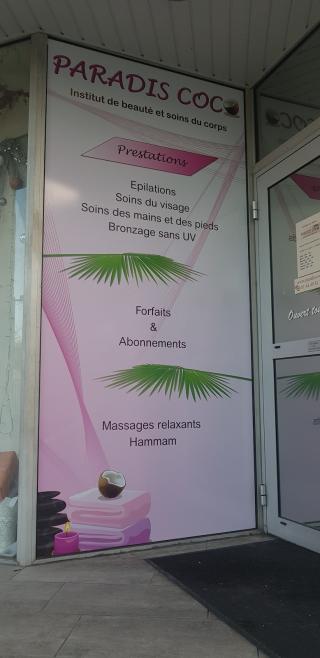 PARADIS COCO
Institut de beauté et soins du corps
Prestations
Epilations
Soins du visage
Soins des mains et des pieds
Bronzage sans UV
Forfaits
&
Abonnements
Massages relaxants
Hammam
Ouvert